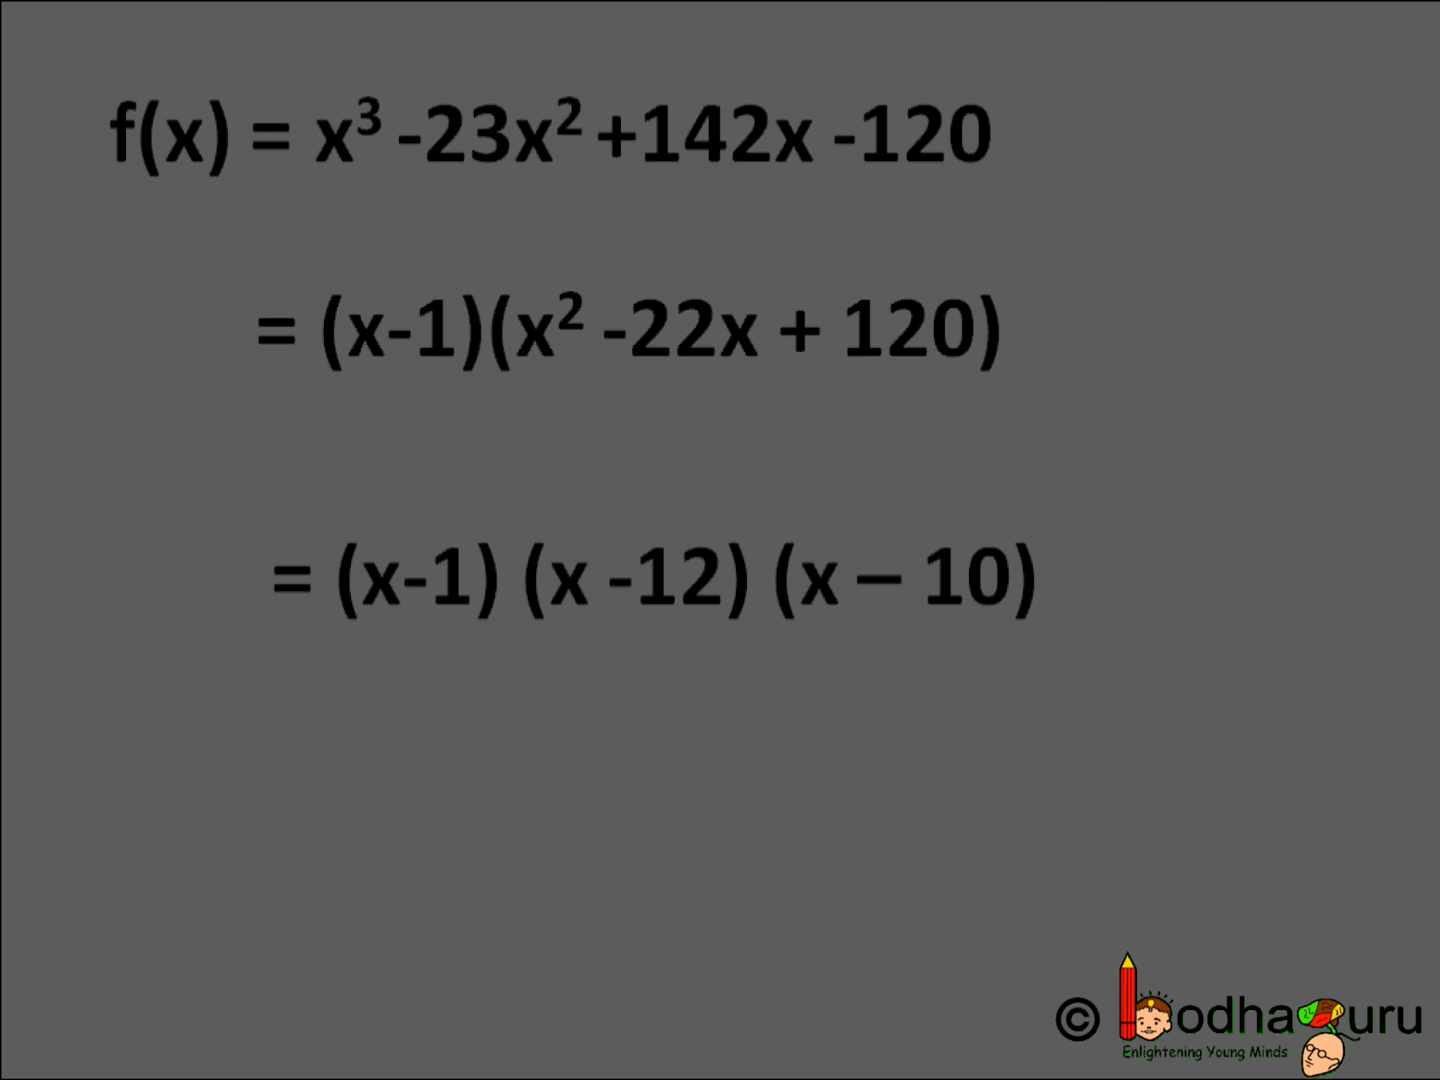 f(x) = x³ -23x² +142x -120
= (x-1)(x² -22x + 120)
= (x-1) (x -12) (x – 10)
© bodhaguru
Enlightening Young Minds